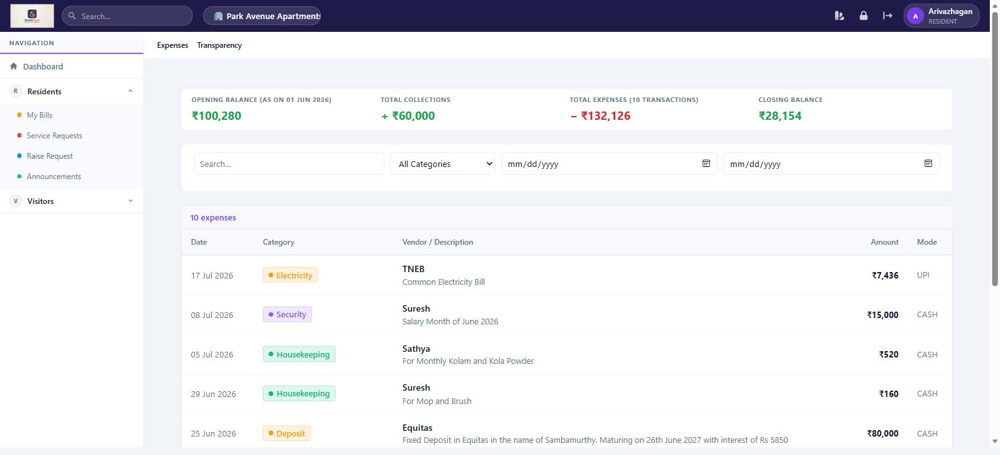 Search...
Park Avenue Apartments
A
Arivazhagan
RESIDENT
NAVIGATION
Dashboard
R Residents
My Bills
Service Requests
Raise Request
Announcements
V Visitors
Expenses Transparency
OPENING BALANCE (AS ON 01 JUN 2026) TOTAL COLLECTIONS TOTAL EXPENSES (10 TRANSACTIONS) CLOSING BALANCE
₹100,280 + ₹60,000 − ₹132,126 ₹28,154
Search... All Categories mm/dd/yyyy mm/dd/yyyy
10 expenses
Date Category Vendor / Description Amount Mode
17 Jul 2026 Electricity TNEB ₹7,436 UPI
Common Electricity Bill
08 Jul 2026 Security Suresh ₹15,000 CASH
Salary Month of June 2026
05 Jul 2026 Housekeeping Sathya ₹520 CASH
For Monthly Kolam and Kola Powder
29 Jun 2026 Housekeeping Suresh ₹160 CASH
For Mop and Brush
25 Jun 2026 Deposit Equitas ₹80,000 CASH
Fixed Deposit in Equitas in the name of Sambamurthy. Maturing on 26th June 2027 with interest of Rs 5850